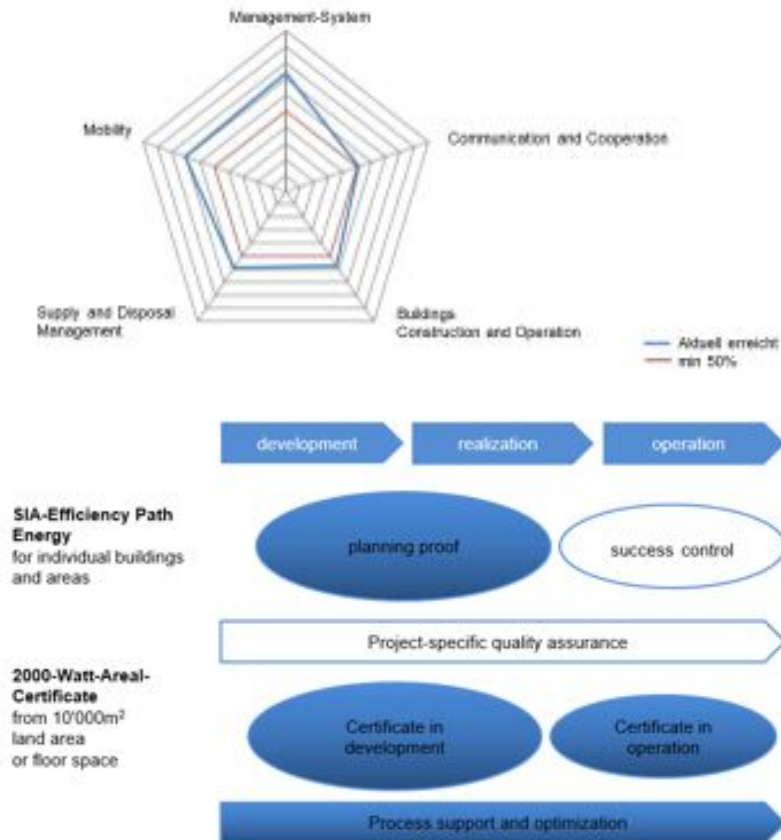 Management-System
Mobility
Communication and Cooperation
Supply and Disposal
Management
Buildings
Construction and Operation
Aktuell erreicht
min 50%
development
realization
operation
SIA-Efficiency Path
Energy
for individual buildings
and areas
planning proof
success control
Project-specific quality assurance
2000-Watt-Areal-
Certificate
from 10'000m²
land area
or floor space
Certificate in
development
Certificate in
operation
Process support and optimization